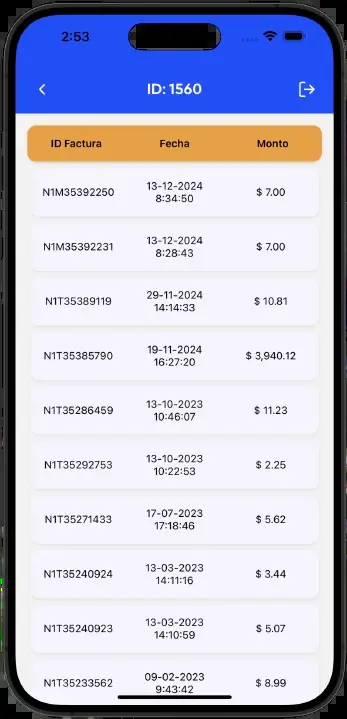 2:53
ID: 1560
ID Factura Fecha Monto
N1M35392250 13-12-2024 8:34:50 $ 7.00
N1M35392231 13-12-2024 8:28:43 $ 7.00
N1T35389119 29-11-2024 14:14:33 $ 10.81
N1T35385790 19-11-2024 16:27:20 $ 3,940.12
N1T35286459 13-10-2023 10:46:07 $ 11.23
N1T35292753 13-10-2023 10:22:53 $ 2.25
N1T35271433 17-07-2023 17:18:46 $ 5.62
N1T35240924 13-03-2023 14:11:16 $ 3.44
N1T35240923 13-03-2023 14:10:59 $ 5.07
N1T35233562 09-02-2023 9:43:42 $ 8.99